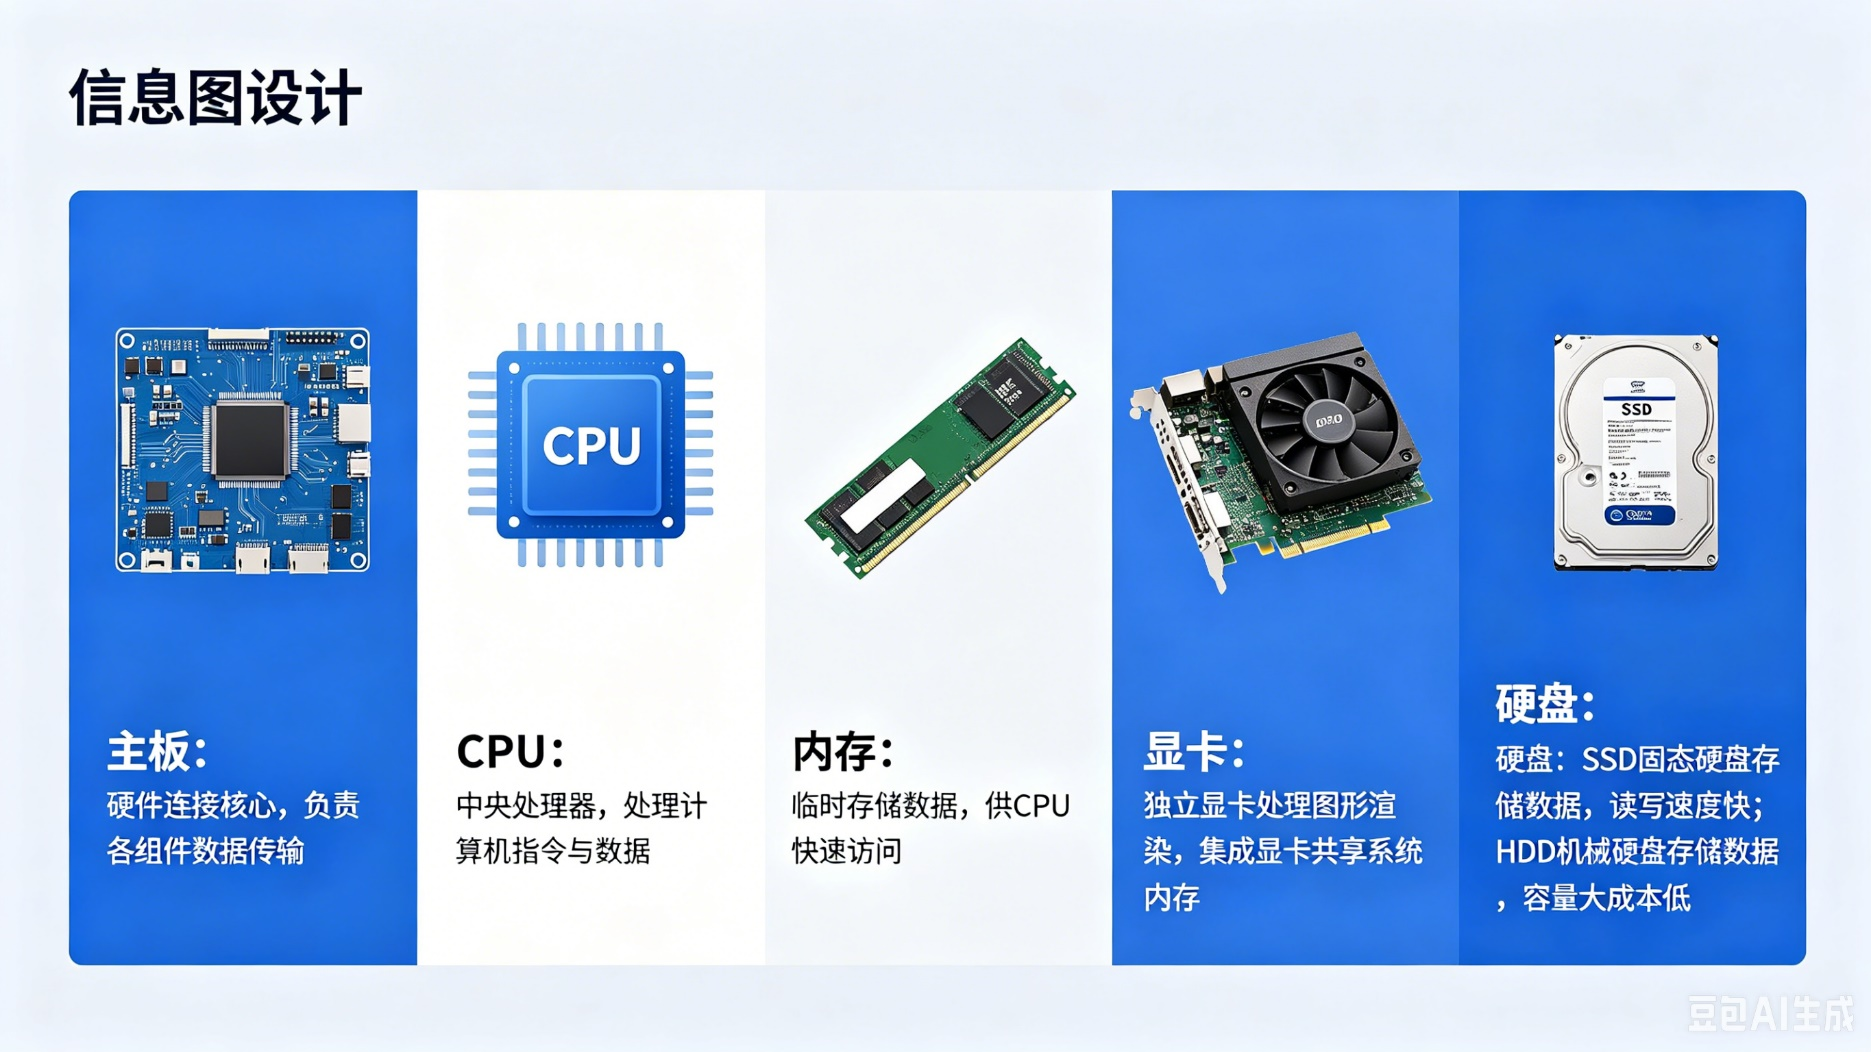 信息图设计
CPU
SSD
主板：
硬件连接核心，负责
各组件数据传输
CPU：
中央处理器，处理计
算机指令与数据
内存：
临时存储数据，供CPU
快速访问
显卡：
独立显卡处理图形渲
染，集成显卡共享系统
内存
硬盘：
硬盘：SSD固态硬盘存
储数据，读写速度快；
HDD机械硬盘存储数据
，容量大成本低
豆包AI生成